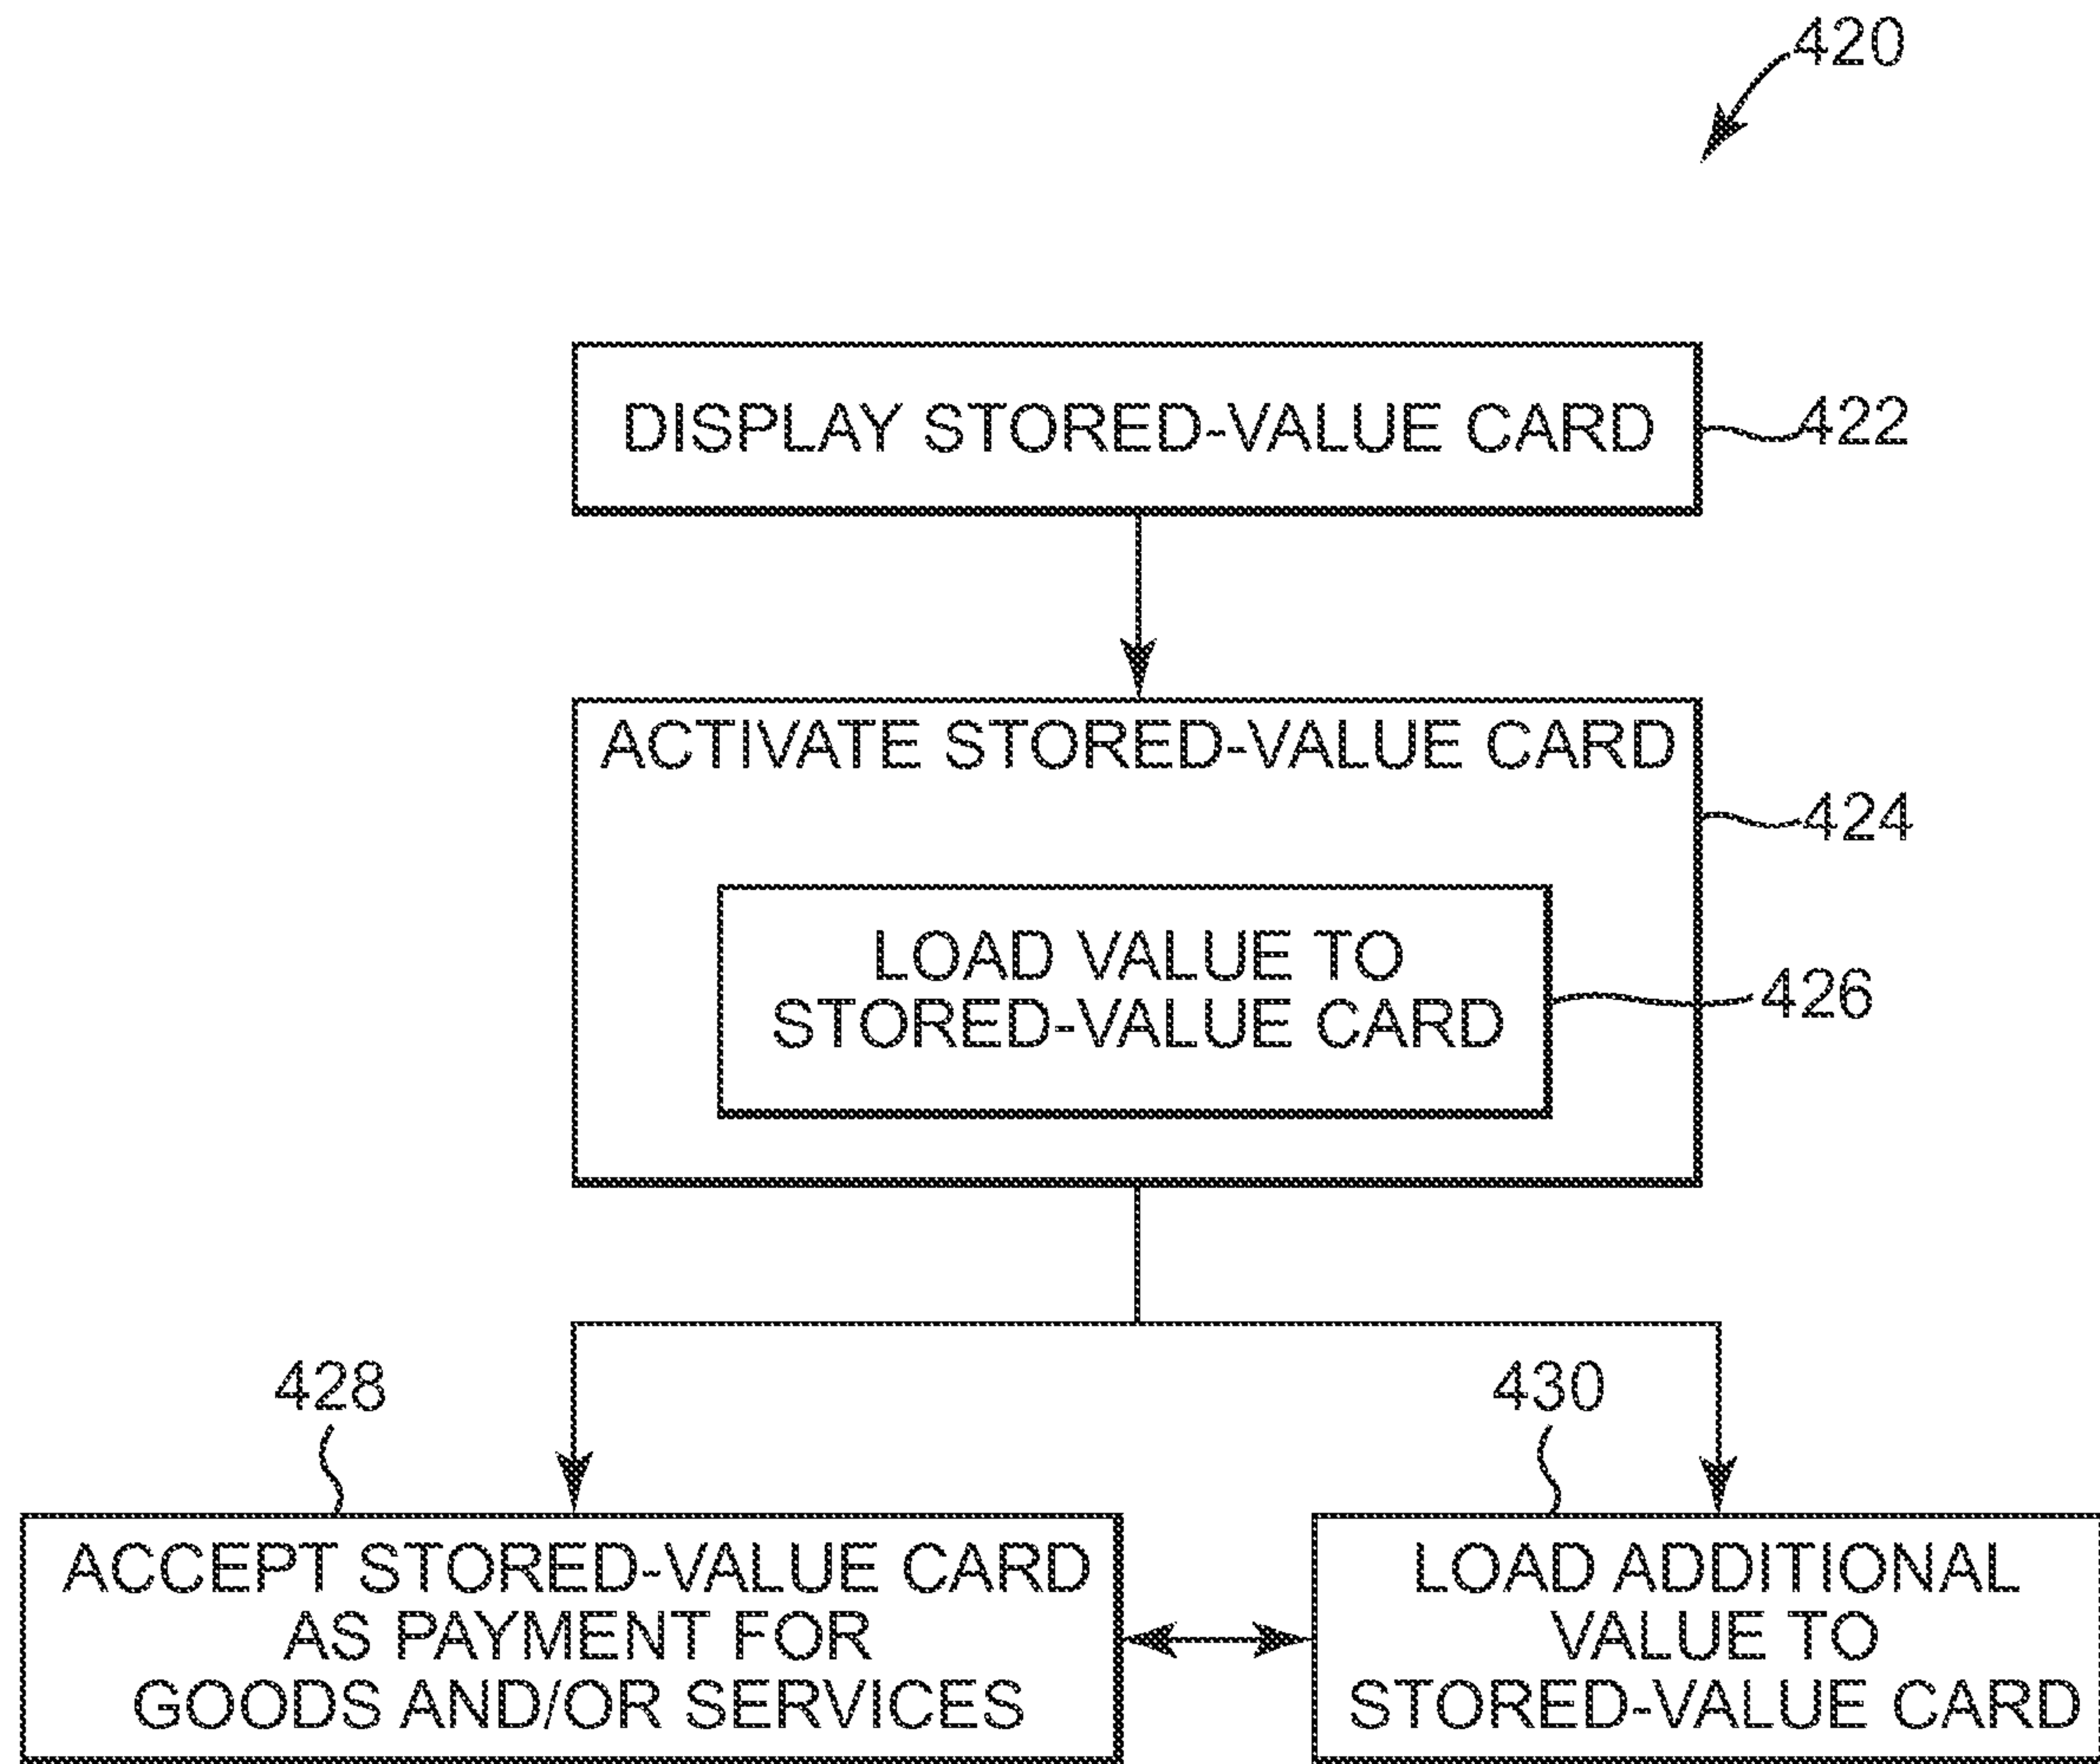 420
DISPLAY STORED-VALUE CARD
422
ACTIVATE STORED-VALUE CARD
424
LOAD VALUE TO
STORED-VALUE CARD
426
428
430
ACCEPT STORED-VALUE CARD
AS PAYMENT FOR
GOODS AND/OR SERVICES
LOAD ADDITIONAL
VALUE TO
STORED-VALUE CARD